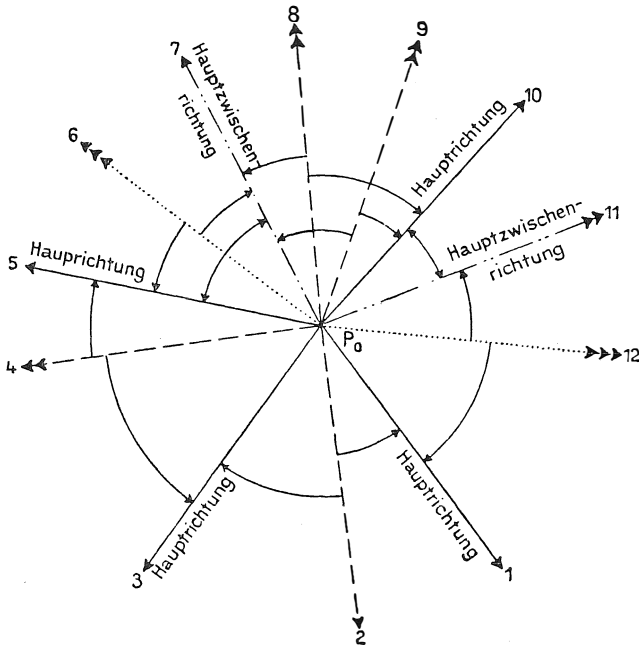 8
9
7
Hauptzwischen-
richtung
10
Hauptrichtung
6
Hauptzwischen-
richtung
11
Hauprichtung
5
P₀
4
12
Hauptrichtung
3
Hauptrichtung
1
2